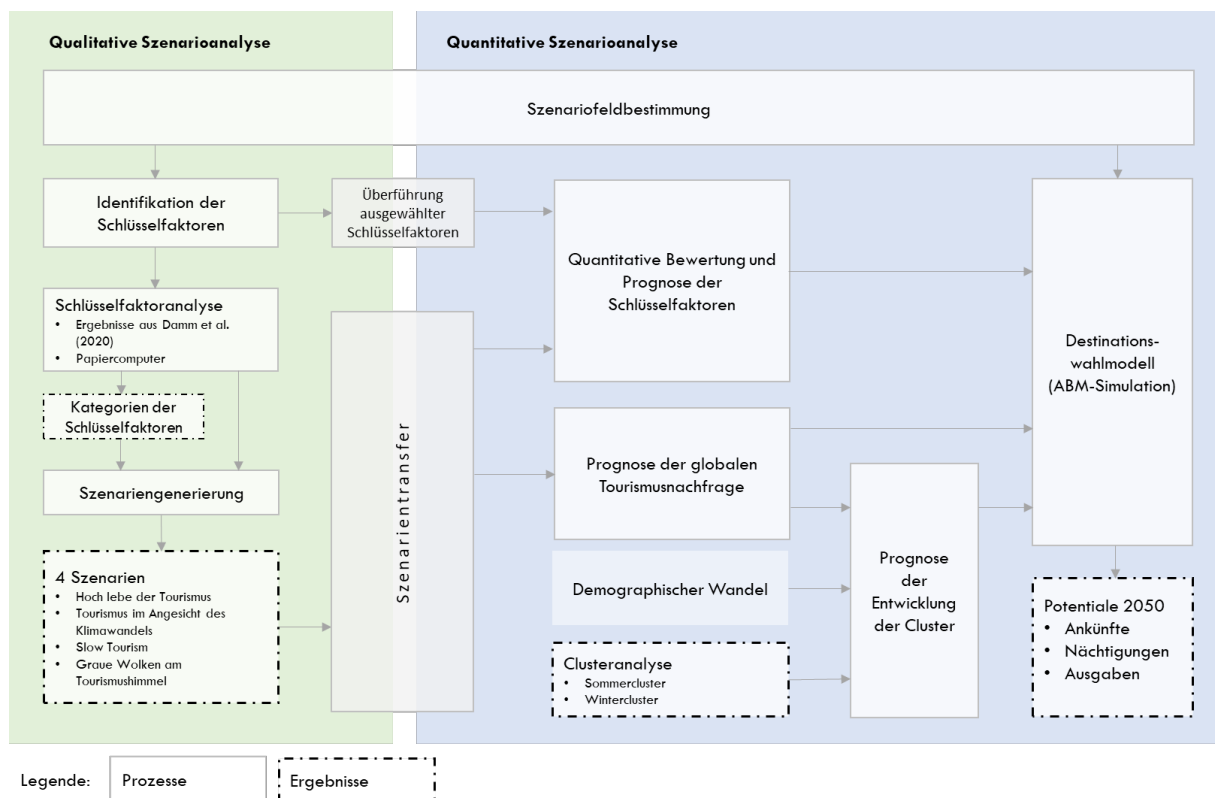 Qualitative Szenarioanalyse
Quantitative Szenarioanalyse
Szenariofeldbestimmung
Identifikation der
Schlüsselfaktoren
Überführung
ausgewählter
Schlüsselfaktoren
Schlüsselfaktoranalyse
• Ergebnisse aus Damm et al.
(2020)
• Papiercomputer
Kategorien der
Schlüsselfaktoren
Szenariengenerierung
4 Szenarien
• Hoch lebe der Tourismus
• Tourismus im Angesicht des
Klimawandels
• Slow Tourism
• Graue Wolken am
Tourismushimmel
Szenarientransfer
Quantitative Bewertung und
Prognose der
Schlüsselfaktoren
Prognose der globalen
Tourismusnachfrage
Demographischer Wandel
Clusteranalyse
• Sommercluster
• Wintercluster
Prognose
der
Entwicklung
der Cluster
Destinations-
wahlmodell
(ABM-Simulation)
Potentiale 2050
• Ankünfte
• Nächtigungen
• Ausgaben
Legende:
Prozesse
Ergebnisse